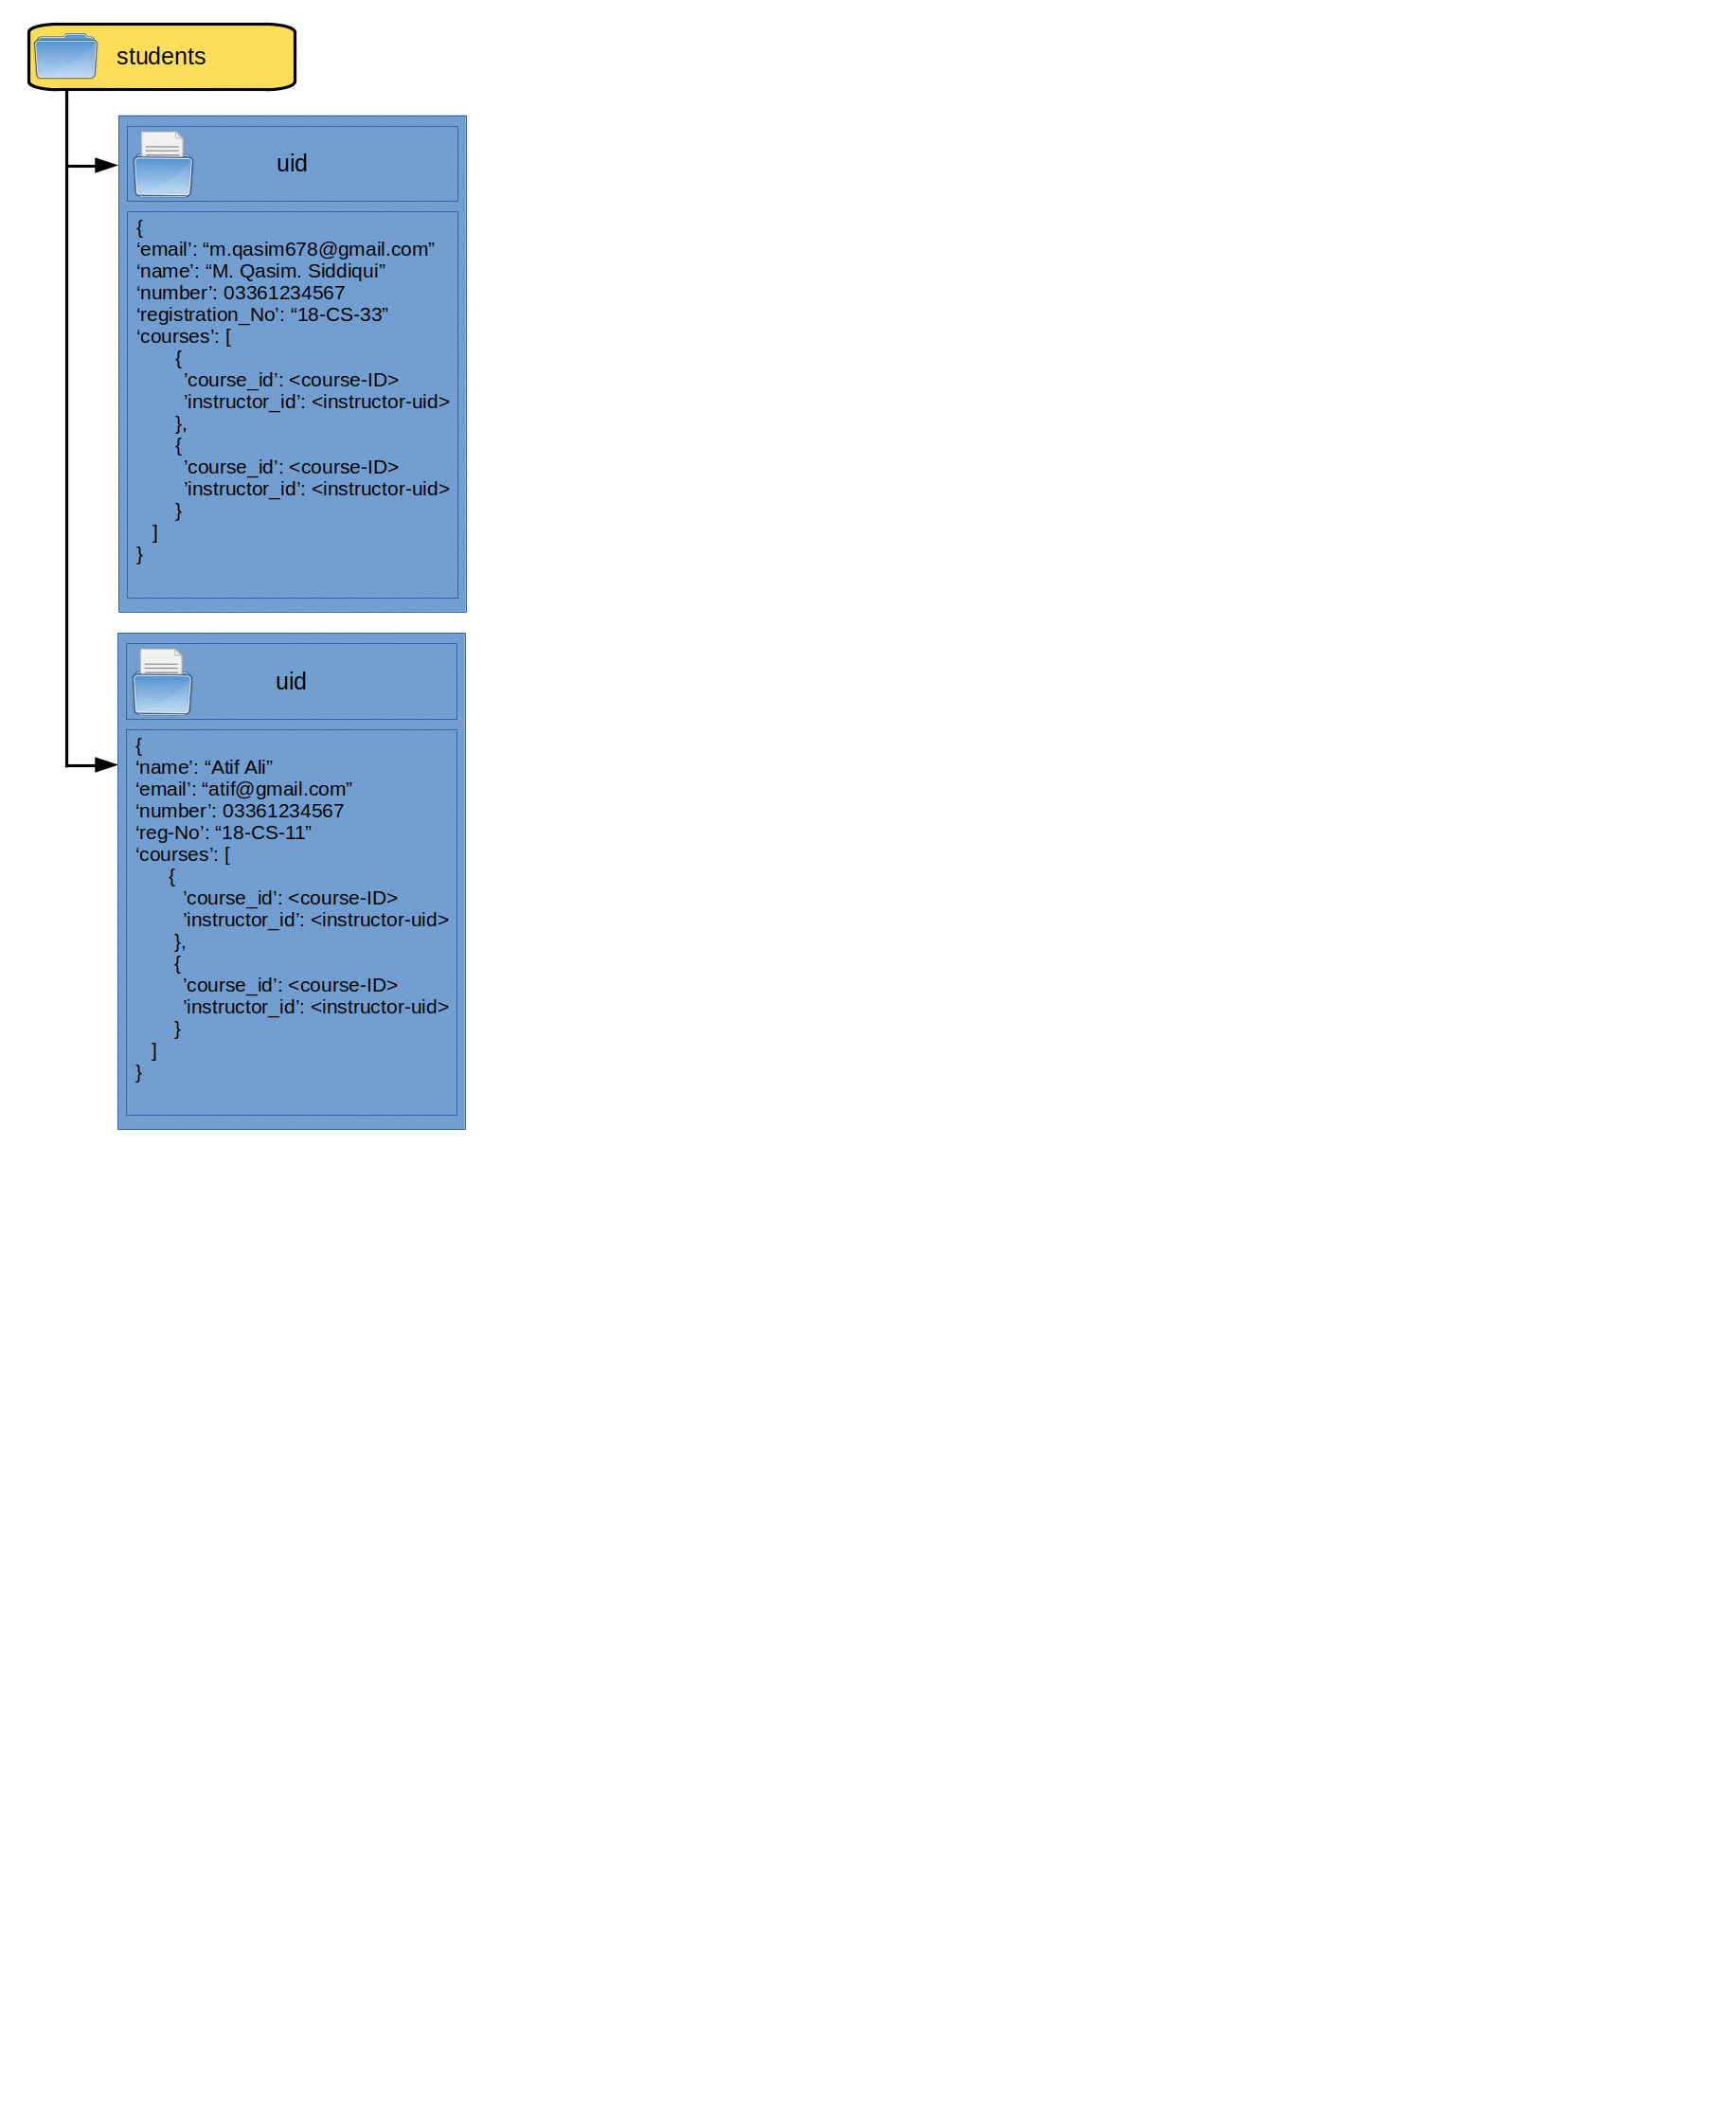 students
uid
{
‘email’: “m.qasim678@gmail.com”
‘name’: “M. Qasim. Siddiqui”
‘number’: 03361234567
‘registration_No’: “18-CS-33”
‘courses’: [
{
’course_id’: <course-ID>
’instructor_id’: <instructor-uid>
},
{
’course_id’: <course-ID>
’instructor_id’: <instructor-uid>
}
]
}
uid
{
‘name’: “Atif Ali”
‘email’: “atif@gmail.com”
‘number’: 03361234567
‘reg-No’: “18-CS-11”
‘courses’: [
{
’course_id’: <course-ID>
’instructor_id’: <instructor-uid>
},
{
’course_id’: <course-ID>
’instructor_id’: <instructor-uid>
}
]
}